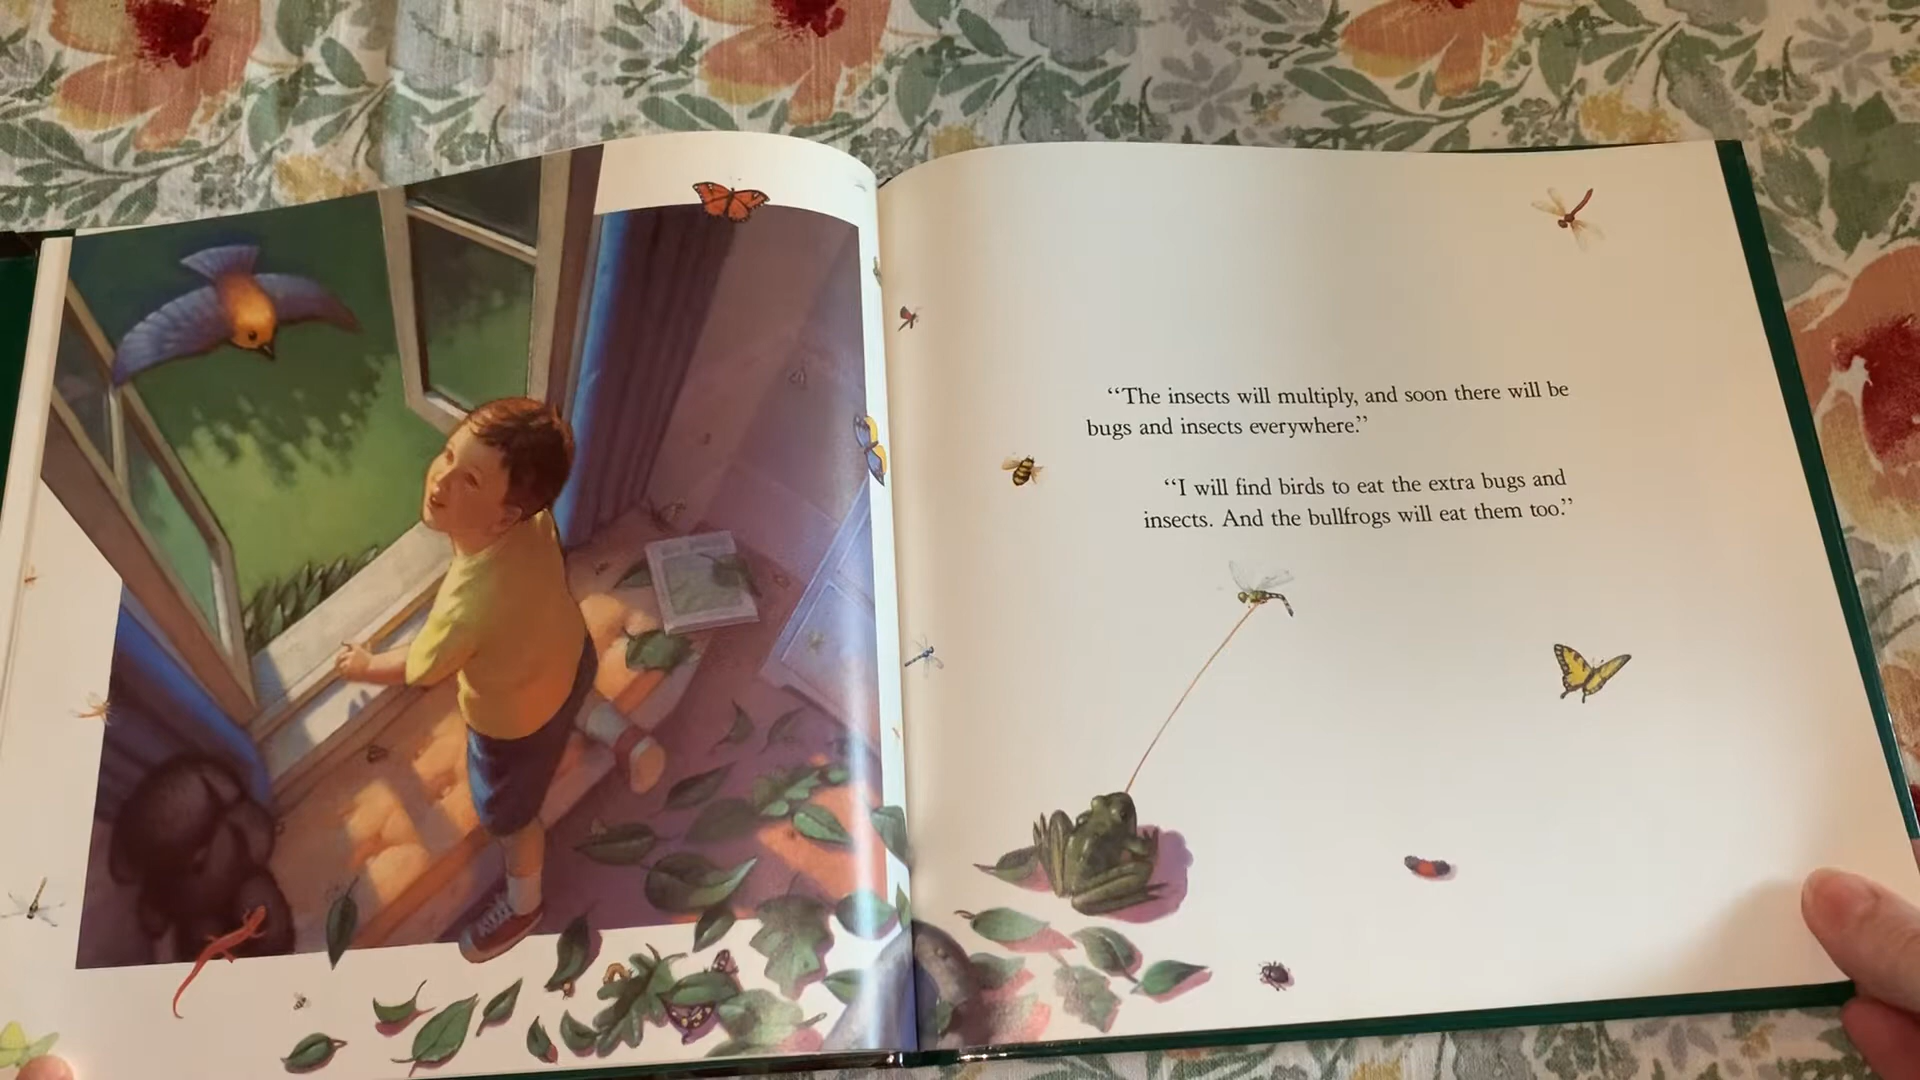 “The insects will multiply, and soon there will be
bugs and insects everywhere.”
“I will find birds to eat the extra bugs and
insects. And the bullfrogs will eat them too.”